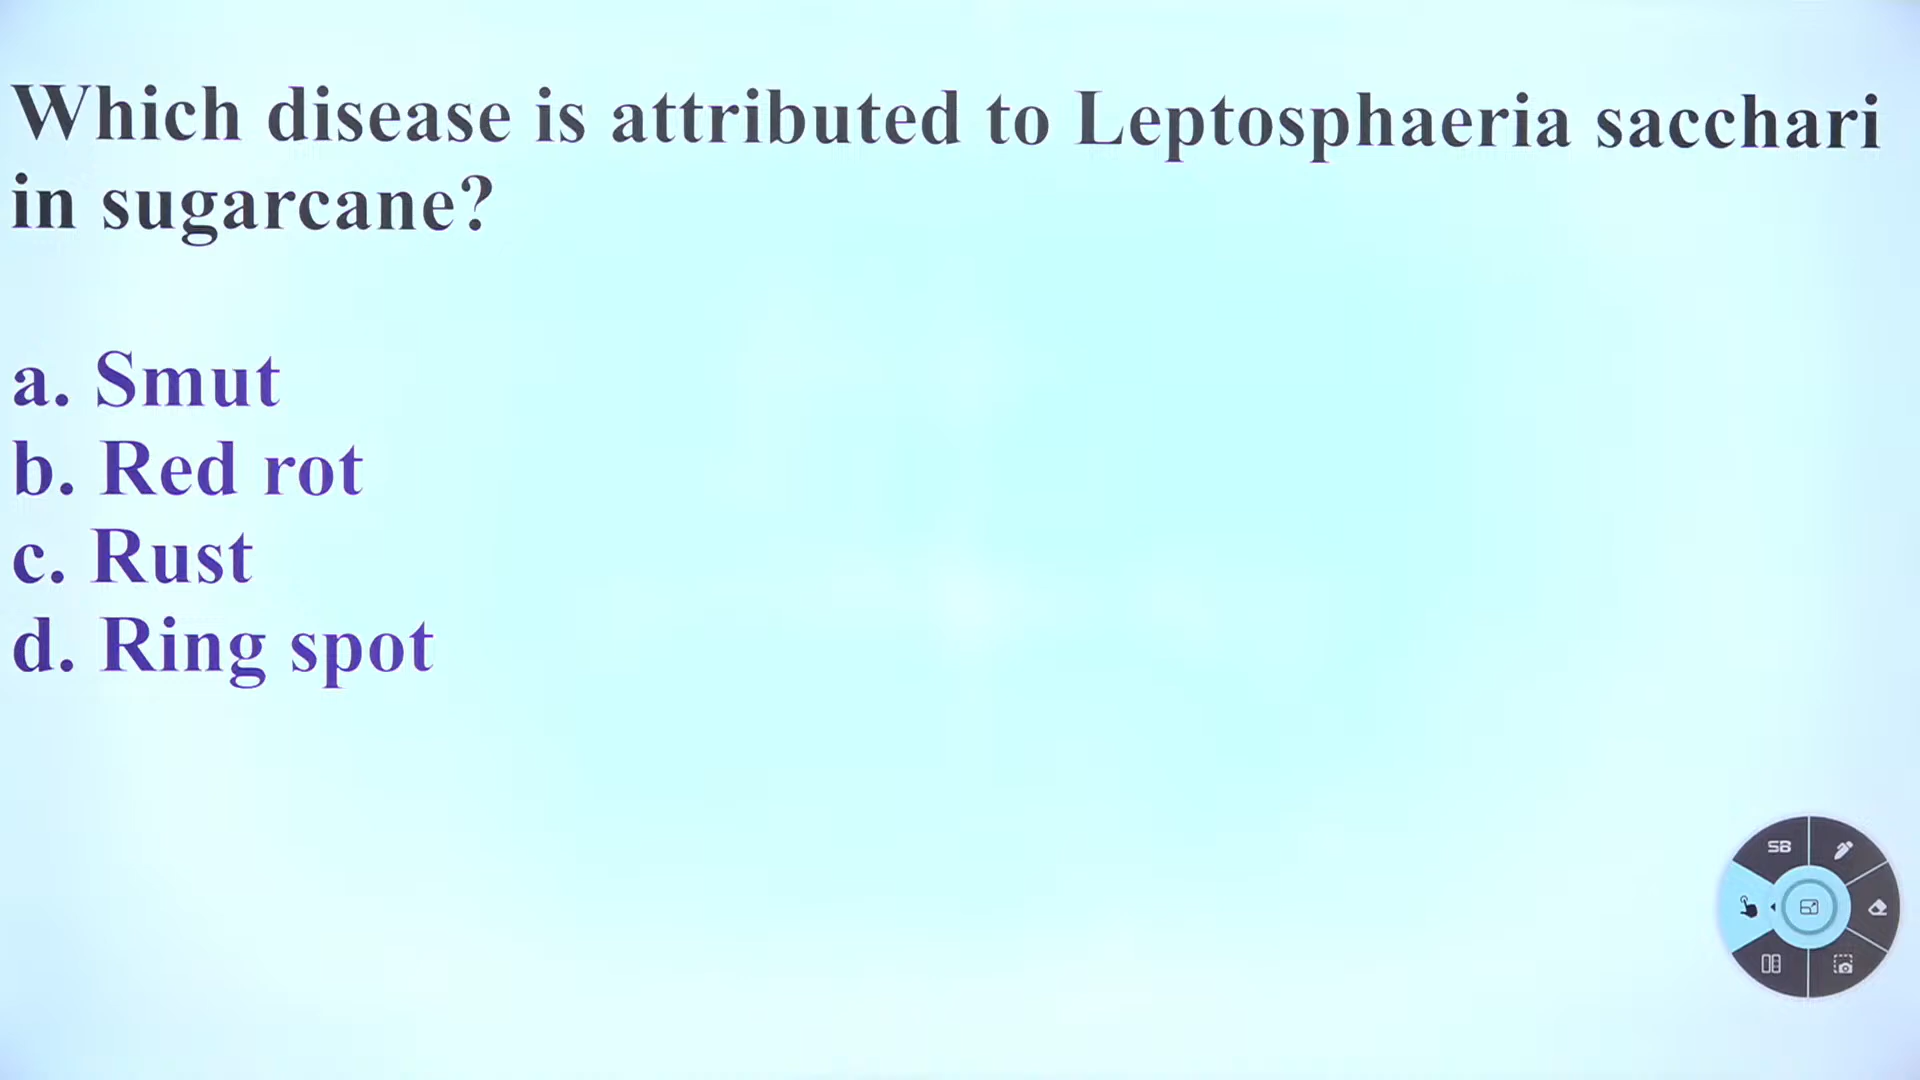 Which disease is attributed to Leptosphaeria sacchari
in sugarcane?
a. Smut
b. Red rot
c. Rust
d. Ring spot
SB